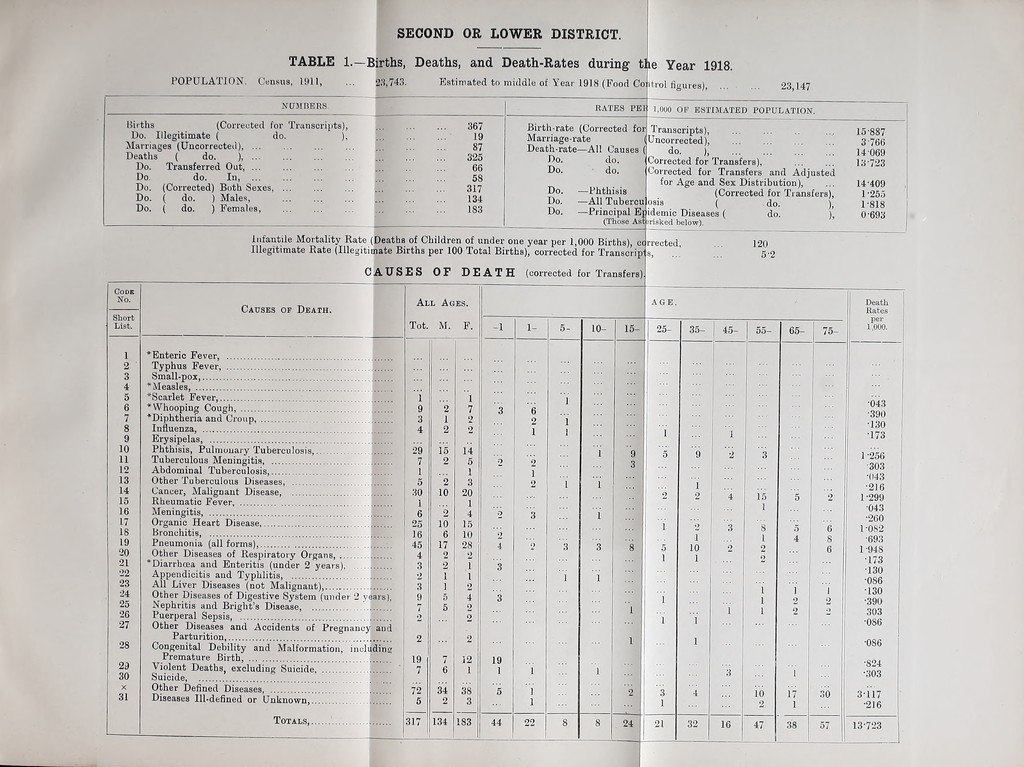 SECOND OR LOWER DISTRICT.
TABLE 1.—Births, Deaths, and Death-Rates during the Year 1918.
POPULATION. Census, 1911, ... 23,743. Estimated to middle of Year 1918 (Food Control figures), ... ... 23,147
NUMBERS
Births (Corrected for Transcripts), ... ... ... 367
Do. Illegitimate ( do. ), ... ... ... 19
Marriages (Uncorrected), ... ... ... ... ... 87
Deaths ( do. ), ... ... ... ... ... 325
Do. Transferred Out, ... ... ... ... ... 66
Do. do. In, ... ... ... ... ... 58
Do. (Corrected) Both Sexes, ... ... ... ... ... 317
Do. ( do. ) Males, ... ... ... ... ... 134
Do. ( do. ) Females, ... ... ... ... ... 183
RATES PER 1,000 OF ESTIMATED POPULATION.
Birth-rate (Corrected for Transcripts), ... ... ... ... 15·887
Marriage-rate (Uncorrected), ... ... ... ... 3·766
Death-rate—All Causes ( do. ), ... ... ... ... 14·069
Do. do. (Corrected for Transfers), ... ... 13·723
Do. do. (Corrected for Transfers and Adjusted
for Age and Sex Distribution), ... 14·409
Do. —Phthisis (Corrected for Transfers), 1·255
Do. —All Tuberculosis ( do. ), 1·818
Do. —Principal Epidemic Diseases ( do. ), 0·693
(Those Asterisked below).
Infantile Mortality Rate (Deaths of Children of under one year per 1,000 Births), corrected, ... 120
Illegitimate Rate (Illegitimate Births per 100 Total Births), corrected for Transcripts, ... ... 5·2
CAUSES OF DEATH (corrected for Transfers).
CODE No. Short List. CAUSES OF DEATH. ALL AGES. AGE. Death Rates per 1,000.
Tot. M. F. -1 1- 5- 10- 15- 25- 35- 45- 55- 65- 75-
1 *Enteric Fever, ... ... ... ... ... ... ... ... ... ... ... ... ... ... ...
2 Typhus Fever, ... ... ... ... ... ... ... ... ... ... ... ... ... ... ...
3 Small-pox, ... ... ... ... ... ... ... ... ... ... ... ... ... ... ...
4 *Measles, ... ... ... ... ... ... ... ... ... ... ... ... ... ... ...
5 *Scarlet Fever, 1 ... 1 ... ... 1 ... ... ... ... ... ... ... ... ·043
6 *Whooping Cough, 9 2 7 3 6 ... ... ... ... ... ... ... ... ... ·390
7 *Diphtheria and Croup, 3 1 2 ... 2 1 ... ... ... ... ... ... ... ... ·130
8 Influenza, 4 2 2 ... 1 1 ... ... 1 ... 1 ... ... ... ·173
9 Erysipelas, ... ... ... ... ... ... ... ... ... ... ... ... ... ... ...
10 Phthisis, Pulmonary Tuberculosis, 29 15 14 ... ... ... 1 9 5 9 2 3 ... ... 1·256
11 Tuberculous Meningitis, 7 2 5 2 2 ... ... 3 ... ... ... ... ... ... ·303
12 Abdominal Tuberculosis, 1 ... 1 ... 1 ... ... ... ... ... ... ... ... ... ·043
13 Other Tuberculous Diseases, 5 2 3 ... 2 1 1 ... ... 1 ... ... ... ... ·216
14 Cancer, Malignant Disease, 30 10 20 ... ... ... ... ... 2 2 4 15 5 2 1·299
15 Rheumatic Fever, 1 ... 1 ... ... ... ... ... ... ... ... 1 ... ... ·043
16 Meningitis, 6 2 4 2 3 ... 1 ... ... ... ... ... ... ... ·260
17 Organic Heart Disease, 25 10 15 ... ... ... ... ... 1 2 3 8 5 6 1·082
18 Bronchitis, 16 6 10 2 ... ... ... ... ... 1 ... 1 4 8 ·693
19 Pneumonia (all forms), 45 17 28 4 2 3 3 8 5 10 2 2 ... 6 1·948
20 Other Diseases of Respiratory Organs, 4 2 2 ... ... ... ... ... 1 1 ... 2 ... ... ·173
21 *Diarrhœa and Enteritis (under 2 years), 3 2 1 3 ... ... ... ... ... ... ... ... ... ... ·130
22 Appendicitis and Typhlitis, 2 1 1 ... ... 1 1 ... ... ... ... ... ... ... ·086
23 All Liver Diseases (not Malignant), 3 1 2 ... ... ... ... ... ... ... ... 1 1 1 ·130
24 Other Diseases of Digestive System (under 2 years), 9 5 4 3 ... ... ... ... 1 ... ... 1 2 2 ·390
25 Nephritis and Bright's Disease, 7 5 2 ... ... ... ... 1 ... ... 1 1 2 2 303
26 Puerperal Sepsis, 2 ... 2 ... ... ... ... ... 1 1 ... ... ... ... ·086
27 Other Diseases and Accidents of Pregnancy and
Parturition, 2 ... 2 ... ... ... ... 1 ... 1 ... ... ... ... ·086
28 Congenital Debility and Malformation, including
Premature Birth, 19 7 12 19 ... ... ... ... ... ... ... ... ... ... ·824
29 Violent Deaths, excluding Suicide, 7 6 1 1 1 ... 1 ... ... ... 3 ... 1 ... ·303
30 Suicide, ... ... ... ... ... ... ... ... ... ... ... ... ... ... ...
× Other Defined Diseases, 72 34 38 5 1 ... ... 2 3 4 ... 10 17 30 3·117
31 Diseases Ill-defined or Unknown, 5 2 3 ... 1 ... ... ... 1 ... ... 2 1 ... ·216
TOTALS, 317 134 183 44 22 8 8 24 21 32 16 47 38 57 13·723